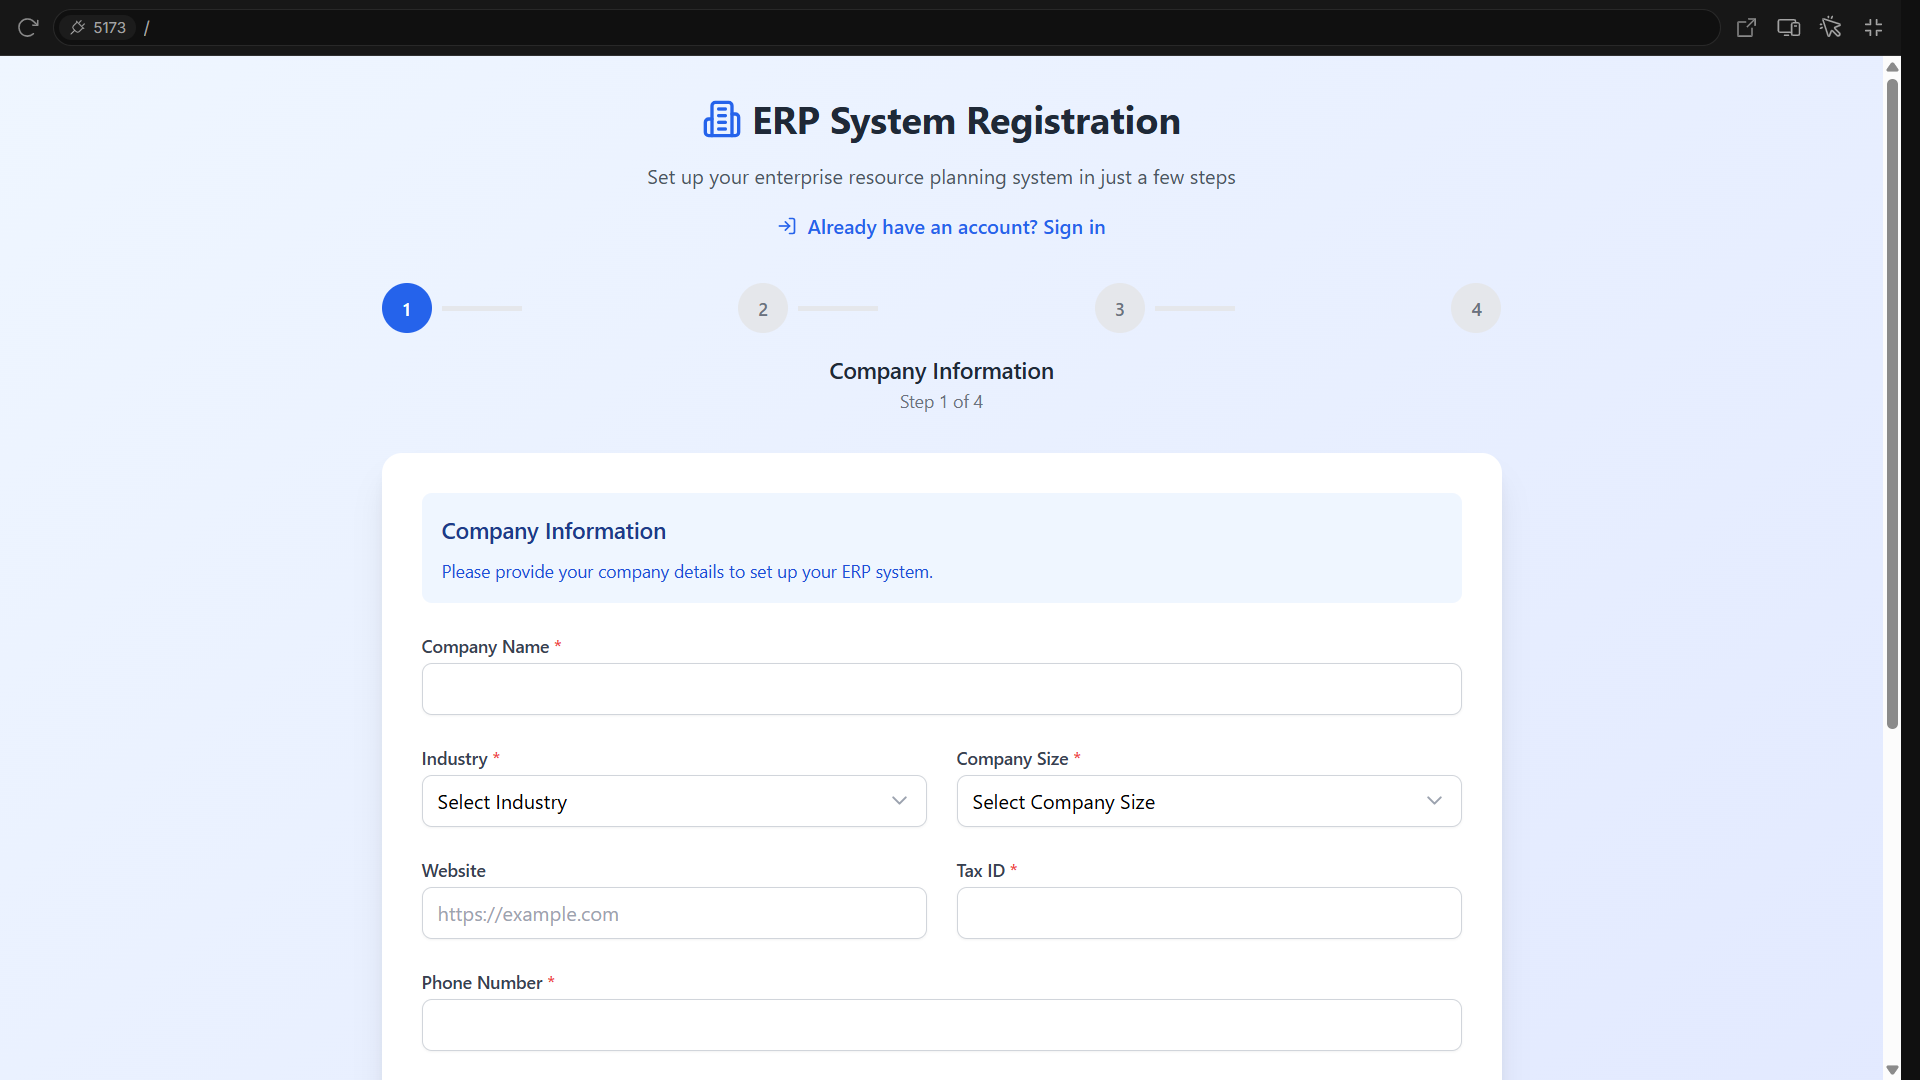 5173 /
ERP System Registration
Set up your enterprise resource planning system in just a few steps
Already have an account? Sign in
1 2 3 4
Company Information
Step 1 of 4
Company Information
Please provide your company details to set up your ERP system.
Company Name *
Industry * Company Size *
Select Industry Select Company Size
Website Tax ID *
https://example.com
Phone Number *